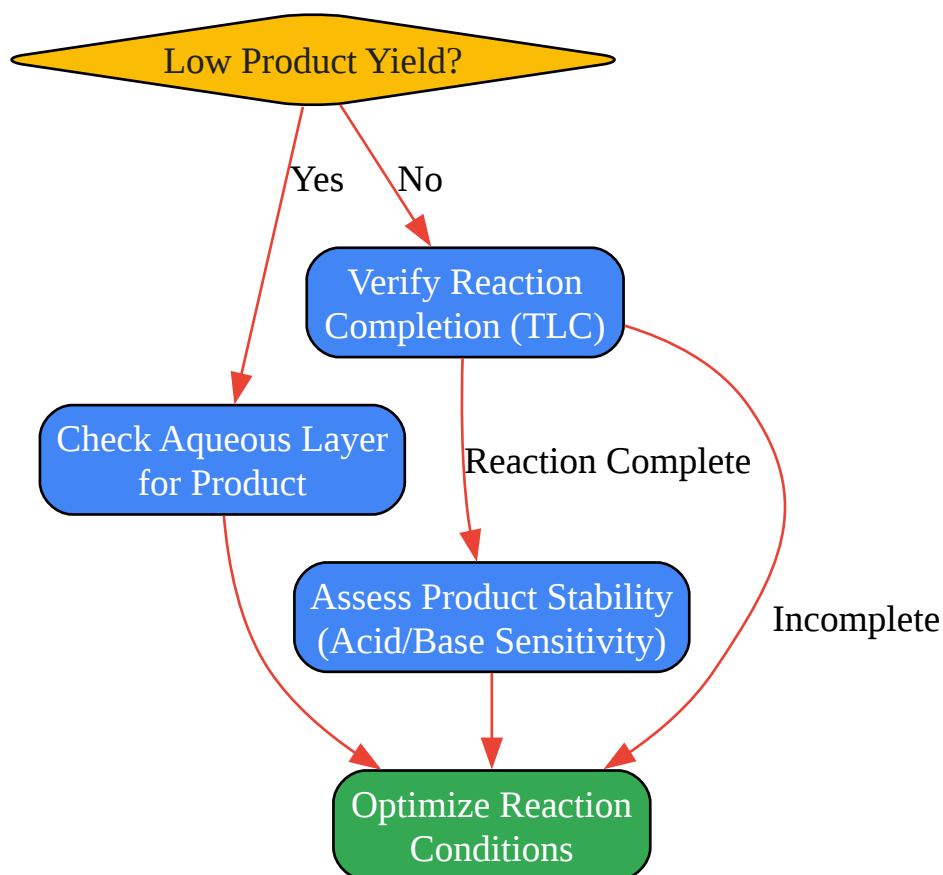 Low Product Yield?
Yes
No
Verify Reaction
Completion (TLC)
Check Aqueous Layer
for Product
Reaction Complete
Assess Product Stability
(Acid/Base Sensitivity)
Incomplete
Optimize Reaction
Conditions